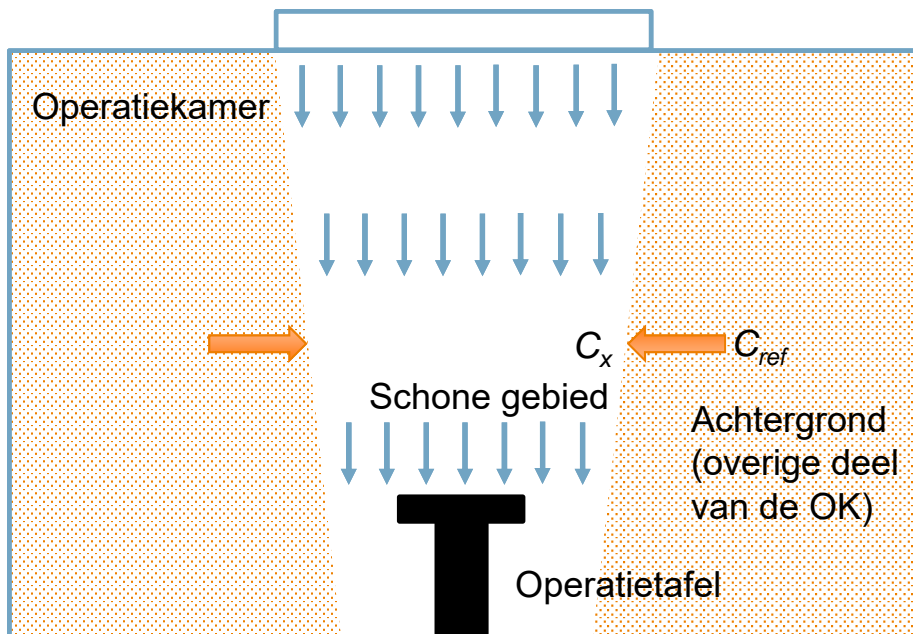 Operatiekamer
Cx
Cref
Schone gebied
Achtergrond
(overige deel
van de OK)
Operatietafel